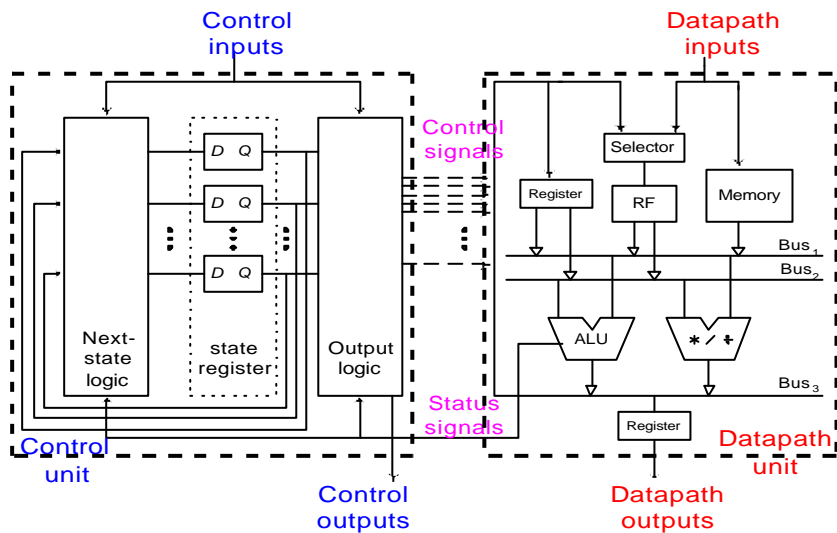 Control
inputs
Datapath
inputs
Control
signals
D Q
D Q
D Q
Selector
Register
RF
Memory
Bus1
Bus2
Next-
state
logic
state
register
Output
logic
ALU
* / ÷
Bus3
Status
signals
Register
Control
unit
Datapath
unit
Control
outputs
Datapath
outputs